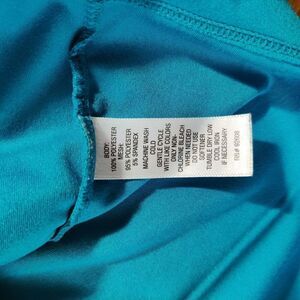 BODY:
100% POLYESTER
MESH:
95% POLYESTER
5% SPANDEX
MACHINE WASH
COLD
GENTLE CYCLE
WITH LIKE COLORS
ONLY NON-
CHLORINE BLEACH
WHEN NEEDED
DO NOT USE
SOFTENER
TUMBLE DRY LOW
COOL IRON
IF NECESSARY